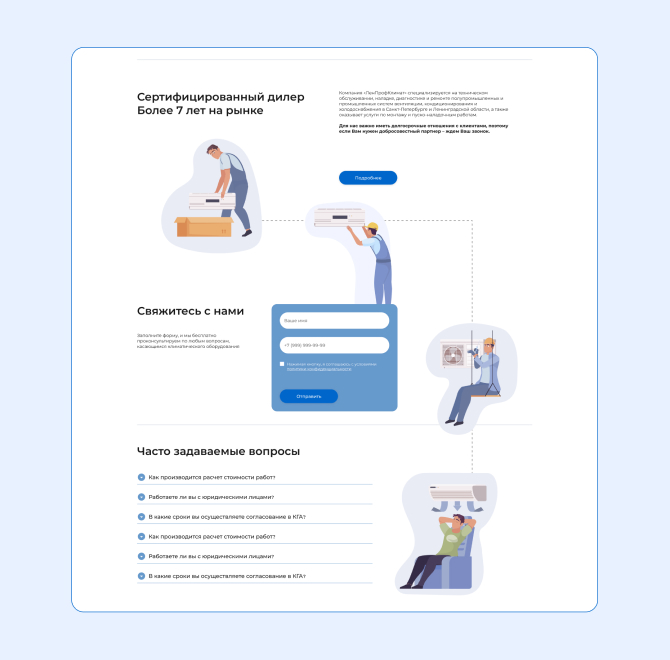 Сертифицированный дилер
Более 7 лет на рынке
Компания «ЛенПрофКлимат» специализируется на техническом
обслуживании, наладке, диагностике и ремонте полупромышленных и
промышленных систем вентиляции, кондиционирования и
холодоснабжения в Санкт-Петербурге и Ленинградской области, а также
оказывает услуги по монтажу и пуско-наладочным работам.
Для нас важно иметь долгосрочные отношения с клиентами, поэтому
если Вам нужен добросовестный партнер – ждем Ваш звонок.
Подробнее
Свяжитесь с нами
Заполните форму, и мы бесплатно
проконсультируем по любым вопросам,
касающимся климатического оборудования
Ваше имя
+7 (999) 999-99-99
Нажимая кнопку, я соглашаюсь с условиями
политики конфиденциальности
Отправить
Часто задаваемые вопросы
Как производится расчет стоимости работ?
Работаете ли вы с юридическими лицами?
В какие сроки вы осуществляете согласование в КГА?
Как производится расчет стоимости работ?
Работаете ли вы с юридическими лицами?
В какие сроки вы осуществляете согласование в КГА?